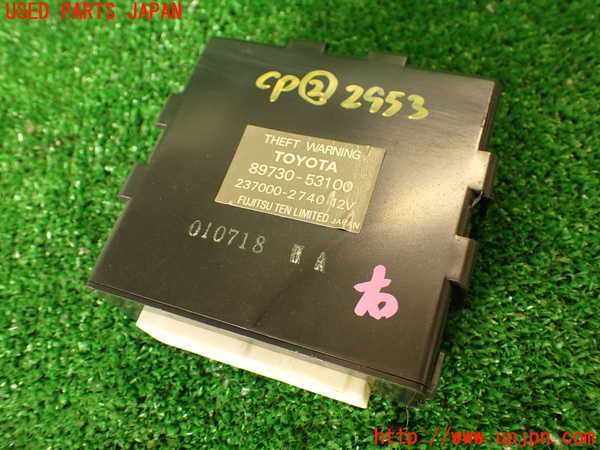 USED PARTS JAPAN
CP② 2953
THEFT WARNING
TOYOTA
89730-53100
237000-2740 12V
FUJITSU TEN LIMITED JAPAN
010718
右
http://www.upjpn.com